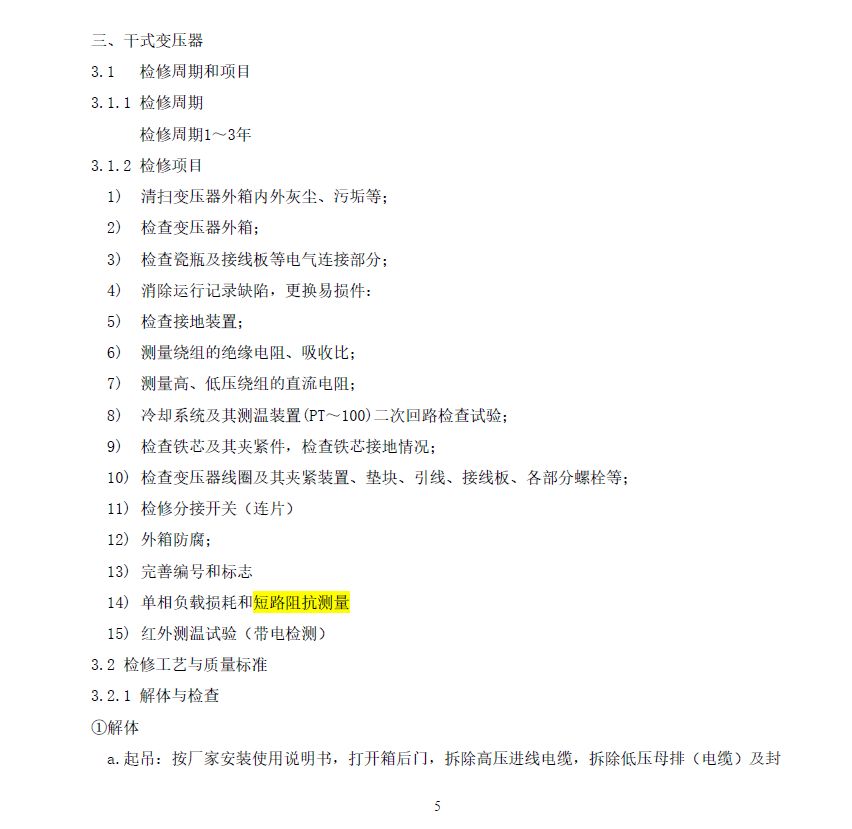 三、干式变压器
3.1 检修周期和项目
3.1.1 检修周期
检修周期1～3年
3.1.2 检修项目
1) 清扫变压器外箱内外灰尘、污垢等;
2) 检查变压器外箱;
3) 检查瓷瓶及接线板等电气连接部分;
4) 消除运行记录缺陷，更换易损件:
5) 检查接地装置;
6) 测量绕组的绝缘电阻、吸收比;
7) 测量高、低压绕组的直流电阻;
8) 冷却系统及其测温装置(PT～100)二次回路检查试验;
9) 检查铁芯及其夹紧件，检查铁芯接地情况;
10) 检查变压器线圈及其夹紧装置、垫块、引线、接线板、各部分螺栓等;
11) 检修分接开关（连片）
12) 外箱防腐;
13) 完善编号和标志
14) 单相负载损耗和短路阻抗测量
15) 红外测温试验（带电检测）
3.2 检修工艺与质量标准
3.2.1 解体与检查
①解体
a.起吊：按厂家安装使用说明书，打开箱后门，拆除高压进线电缆，拆除低压母排（电缆）及封
5